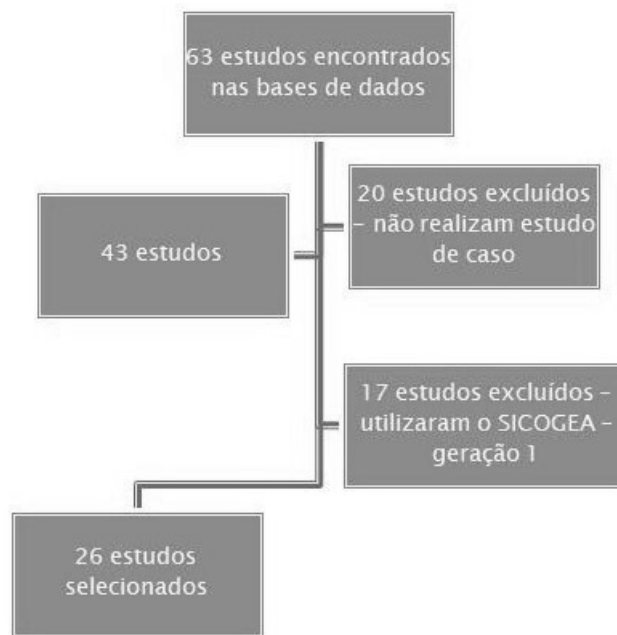 63 estudos encontrados
nas bases de dados
20 estudos excluídos
– não realizam estudo
de caso
43 estudos
17 estudos excluídos –
utilizaram o SICOGEA –
geração 1
26 estudos
selecionados